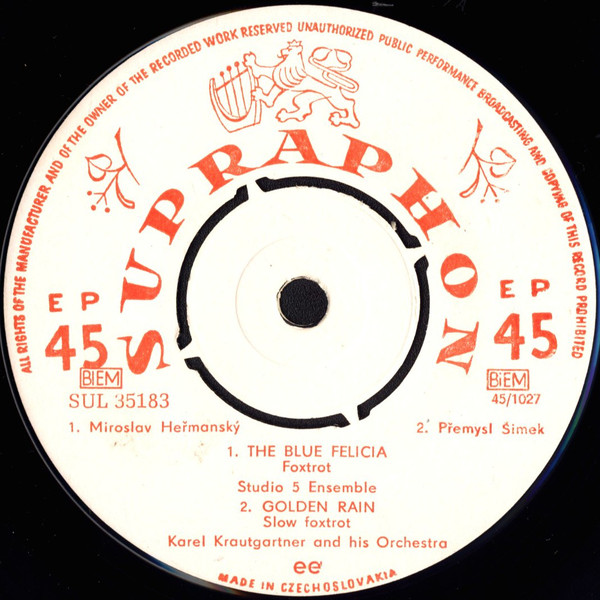 ALL RIGHTS OF THE MANUFACTURER AND OF THE OWNER OF THE RECORDED WORK RESERVED UNAUTHORIZED PUBLIC PERFORMANCE BROADCASTING AND COPYING OF THIS RECORD PROHIBITED
SUPRAPHON
EP
45
BIEM
SUL 35183
EP
45
BIEM
45/1027
1. Miroslav Heřmanský
2. Přemysl Šimek
1. THE BLUE FELICIA
Foxtrot
Studio 5 Ensemble
2. GOLDEN RAIN
Slow foxtrot
Karel Krautgartner and his Orchestra
MADE IN CZECHOSLOVAKIA